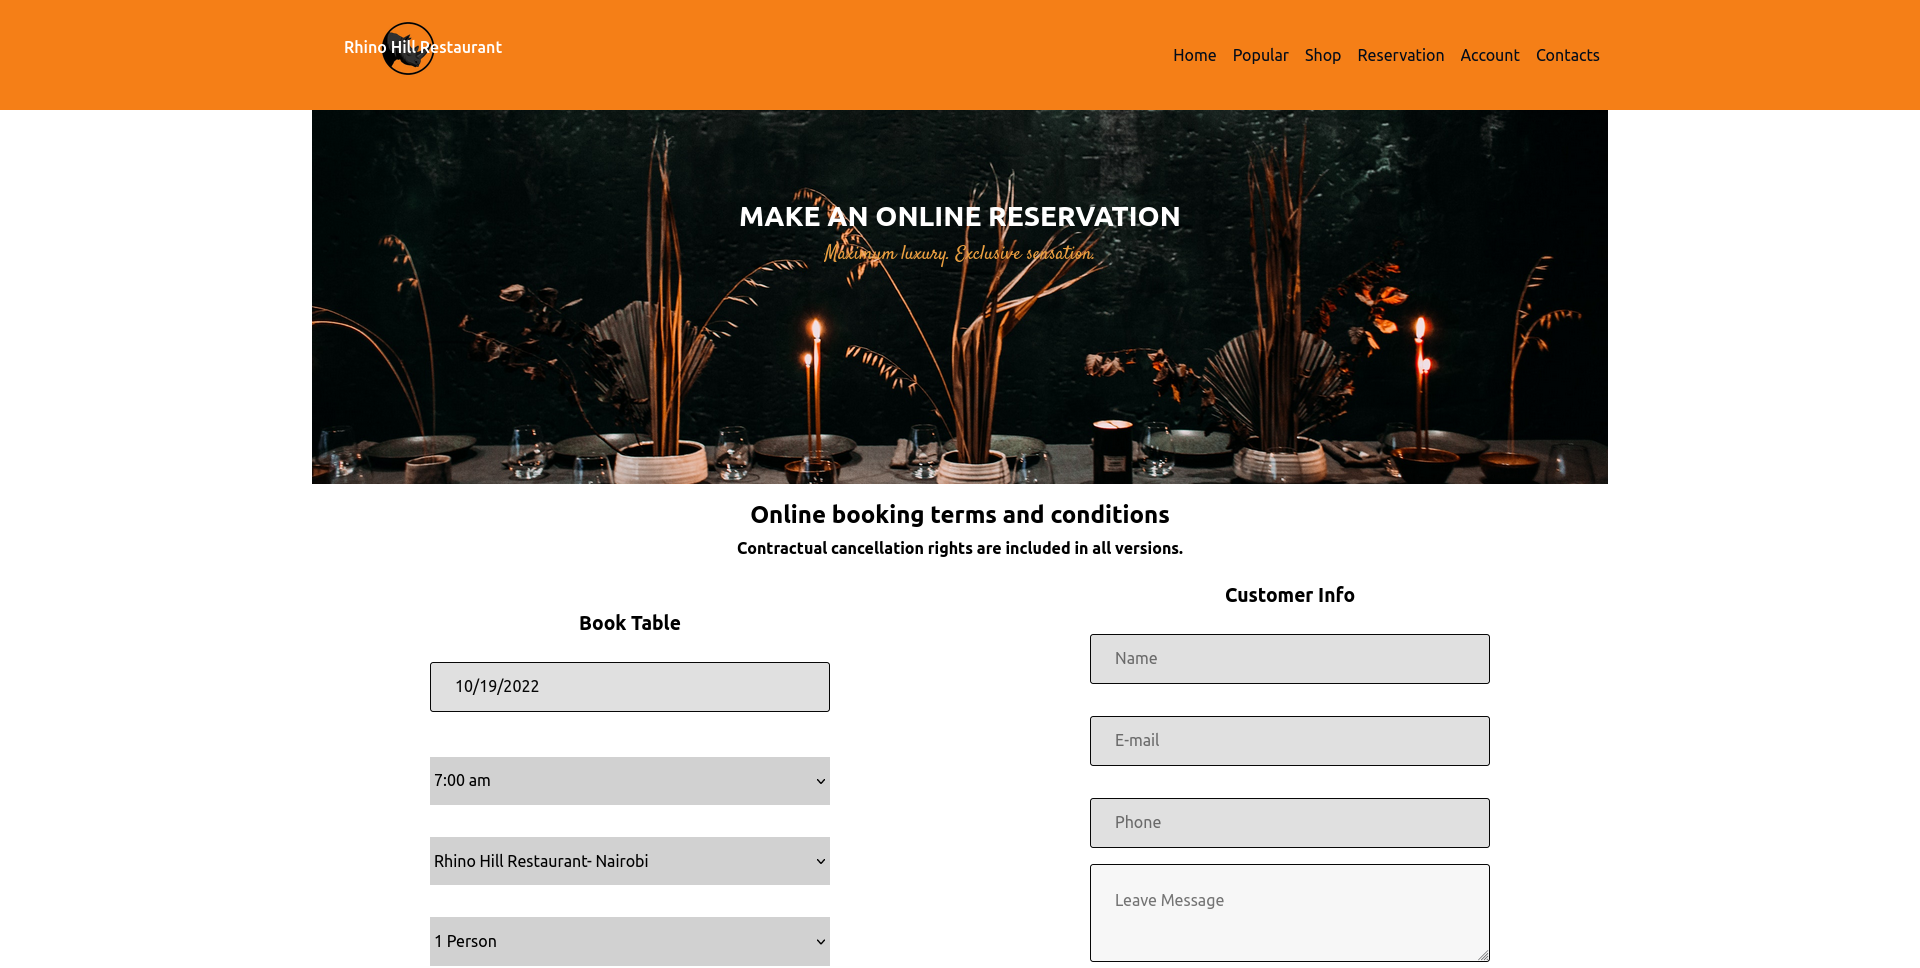 Rhino Hill Restaurant
Home Popular Shop Reservation Account Contacts
MAKE AN ONLINE RESERVATION
Maximum luxury. Exclusive sensation.
Online booking terms and conditions
Contractual cancellation rights are included in all versions.
Book Table
10/19/2022
7:00 am
Rhino Hill Restaurant- Nairobi
1 Person
Customer Info
Name
E-mail
Phone
Leave Message